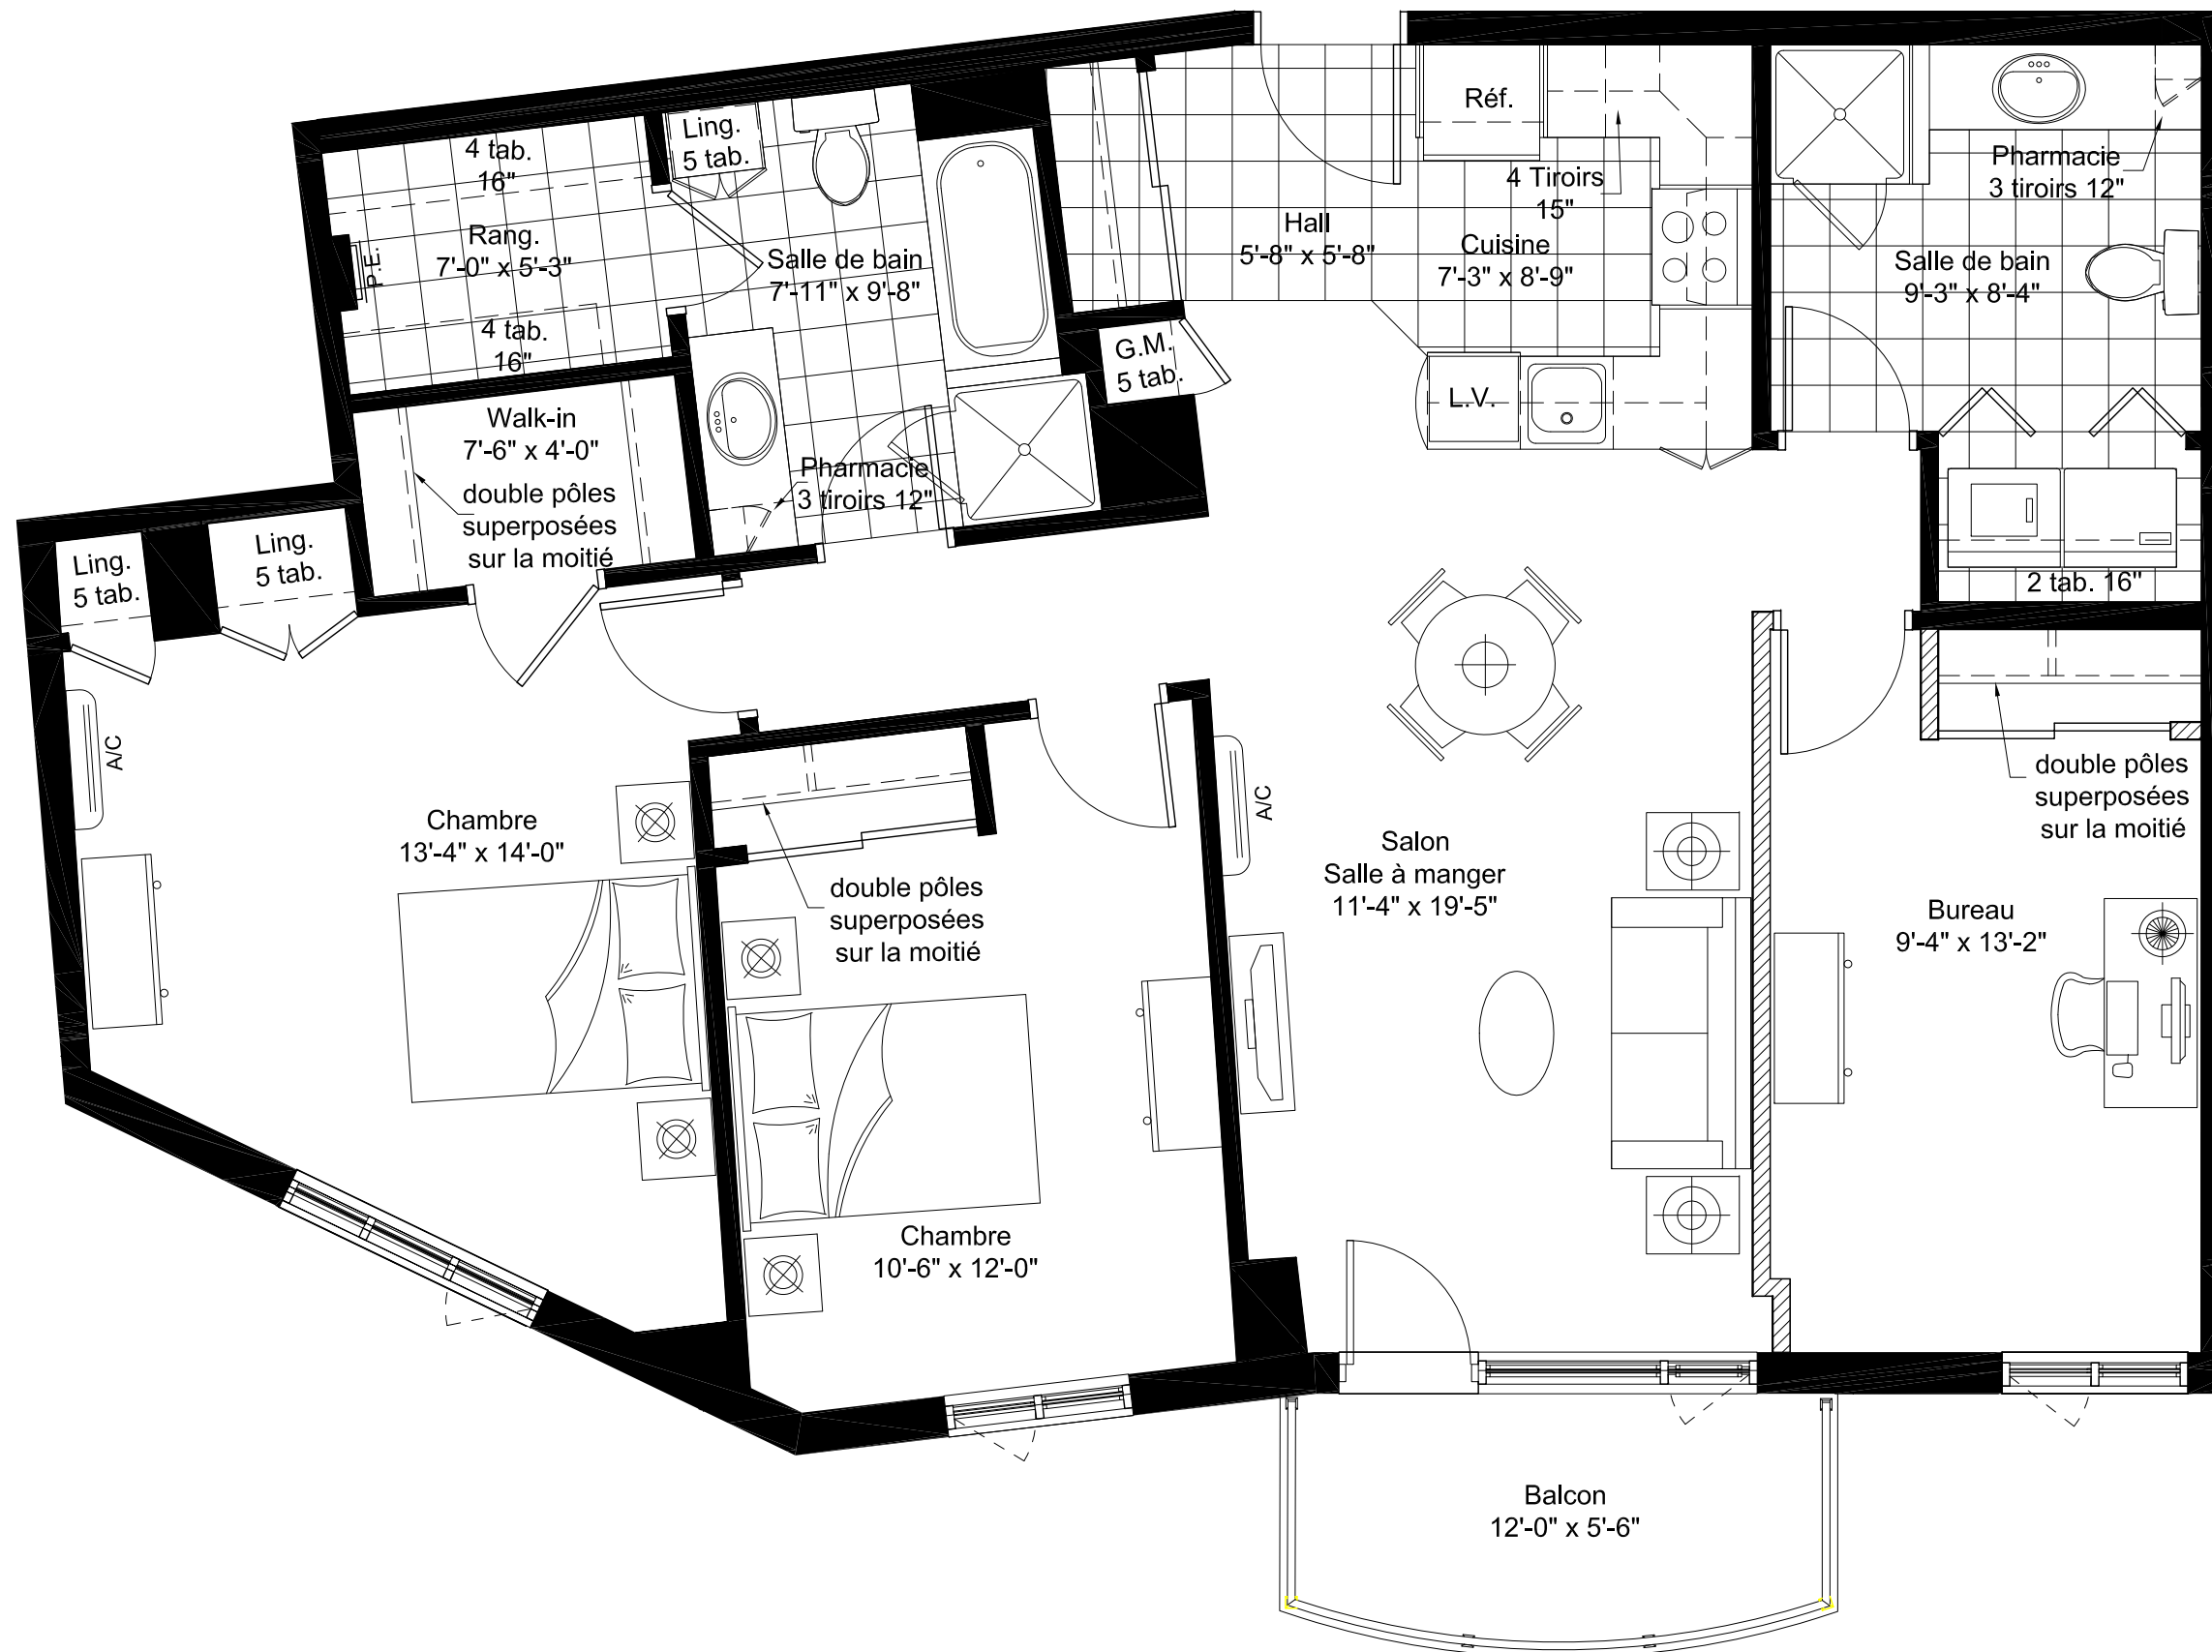 4 tab.
16"
Rang.
7'-0" x 5'-3"
P.E.
4 tab.
16"
Ling.
5 tab.
Salle de bain
7'-11" x 9'-8"
Hall
5'-8" x 5'-8"
Réf.
4 Tiroirs
15"
Cuisine
7'-3" x 8'-9"
Pharmacie
3 tiroirs 12"
Salle de bain
9'-3" x 8'-4"
G.M.
5 tab.
L.V.
Walk-in
7'-6" x 4'-0"
double pôles
superposées
sur la moitié
Pharmacie
3 tiroirs 12"
Ling.
5 tab.
Ling.
5 tab.
2 tab. 16"
A/C
Chambre
13'-4" x 14'-0"
double pôles
superposées
sur la moitié
A/C
Salon
Salle à manger
11'-4" x 19'-5"
double pôles
superposées
sur la moitié
Bureau
9'-4" x 13'-2"
Chambre
10'-6" x 12'-0"
Balcon
12'-0" x 5'-6"